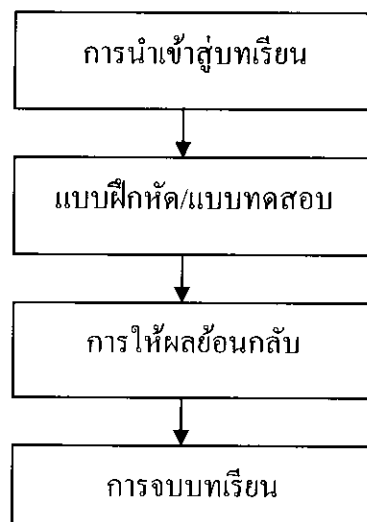 การนำเข้าสู่บทเรียน
แบบฝึกหัด/แบบทดสอบ
การให้ผลย้อนกลับ
การจบบทเรียน